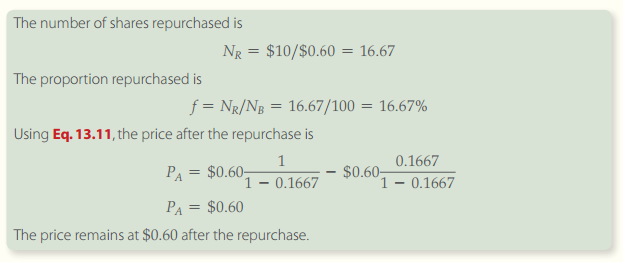 The number of shares repurchased is
N_R = $10/$0.60 = 16.67
The proportion repurchased is
f = N_R/N_B = 16.67/100 = 16.67%
Using Eq. 13.11, the price after the repurchase is
P_A = $0.60 \frac{1}{1 − 0.1667} − $0.60 \frac{0.1667}{1 − 0.1667}
P_A = $0.60
The price remains at $0.60 after the repurchase.